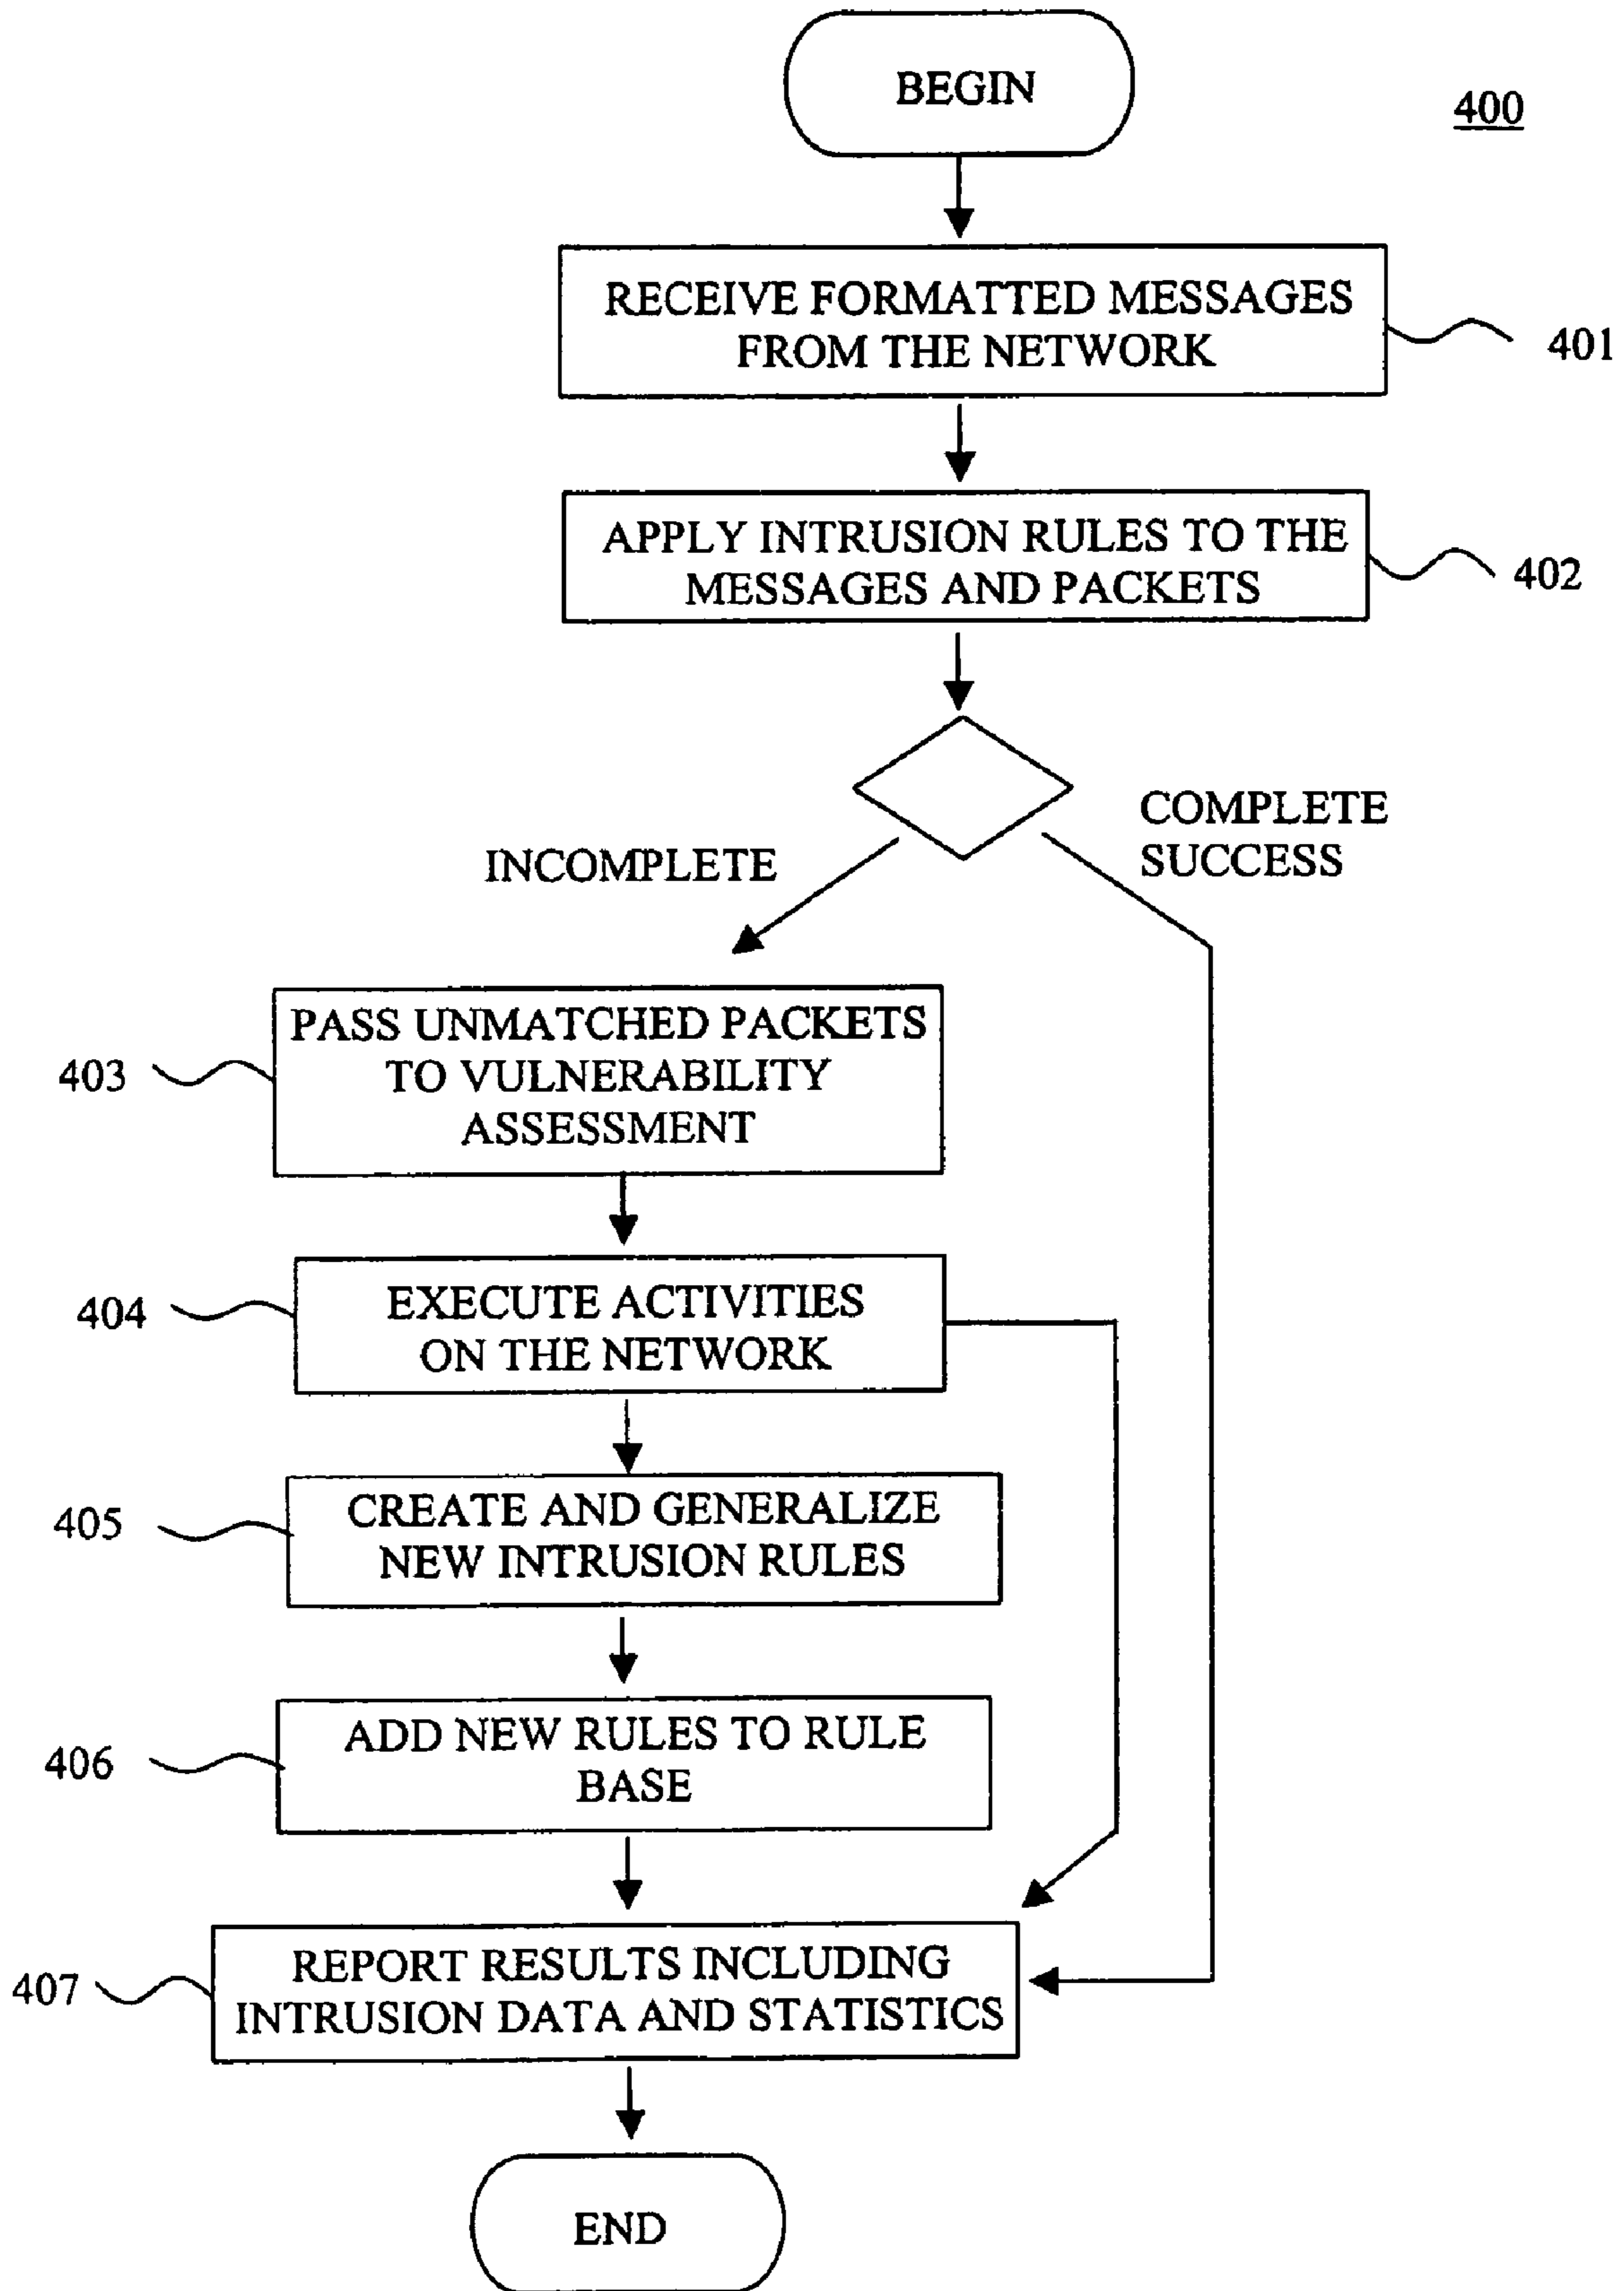 BEGIN
400
RECEIVE FORMATTED MESSAGES
FROM THE NETWORK
401
APPLY INTRUSION RULES TO THE
MESSAGES AND PACKETS
402
COMPLETE
SUCCESS
INCOMPLETE
PASS UNMATCHED PACKETS
TO VULNERABILITY
ASSESSMENT
403
EXECUTE ACTIVITIES
ON THE NETWORK
404
CREATE AND GENERALIZE
NEW INTRUSION RULES
405
ADD NEW RULES TO RULE
BASE
406
REPORT RESULTS INCLUDING
INTRUSION DATA AND STATISTICS
407
END